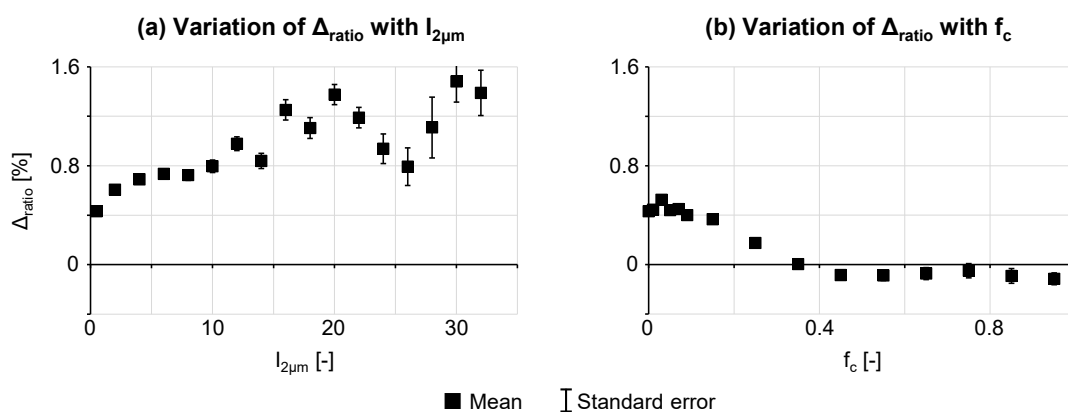 (a) Variation of Δratio with I2μm
(b) Variation of Δratio with fc
Δratio [%]
1.6
0.8
0
0
10
20
30
I2μm [-]
1.6
0.8
0
0
0.4
0.8
fc [-]
Mean
Standard error